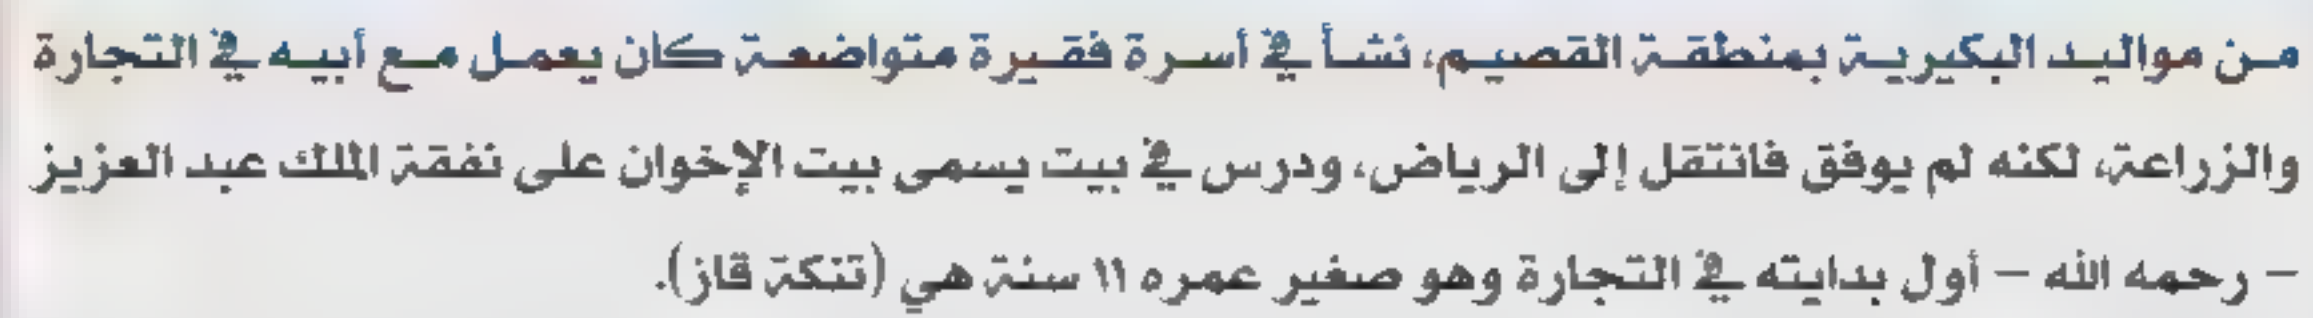 من مواليد البكيرية بمنطقة القصيم، نشأ في أسرة فقيرة متواضعة كان يعمل مع أبيه في التجارة
والزراعة، لكنه لم يوفق فانتقل إلى الرياض، ودرس في بيت يسمى بيت الإخوان على نفقة الملك عبد العزيز
– رحمه الله – أول بدايته في التجارة وهو صغير عمره ١١ سنة هي (تنكة قاز).